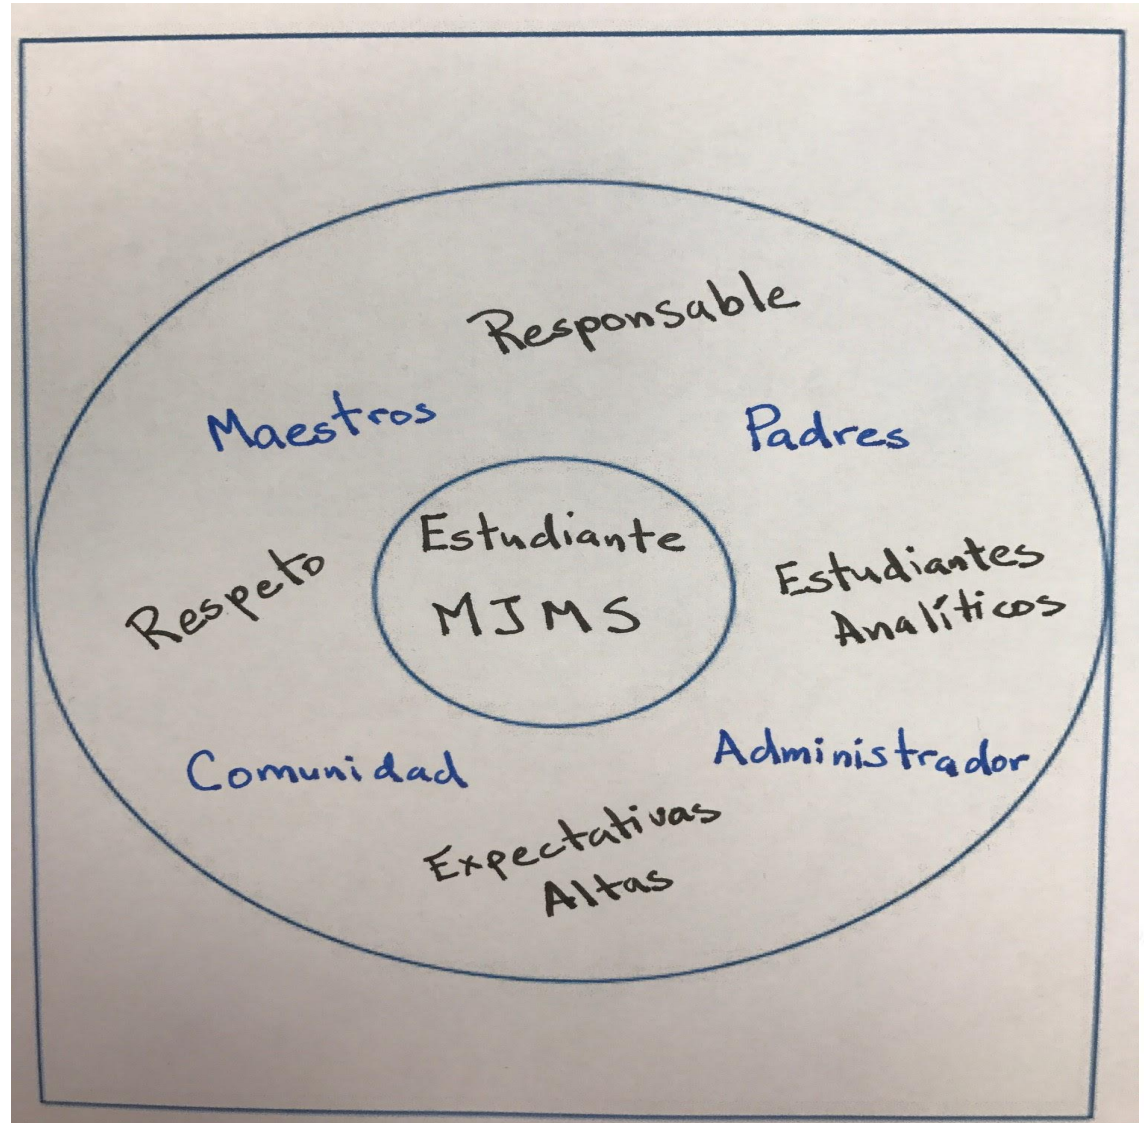 Responsable
Maestros
Padres
Estudiante
MJMS
Respeto
Estudiantes
Analíticos
Comunidad
Administrador
Expectativas
Altas